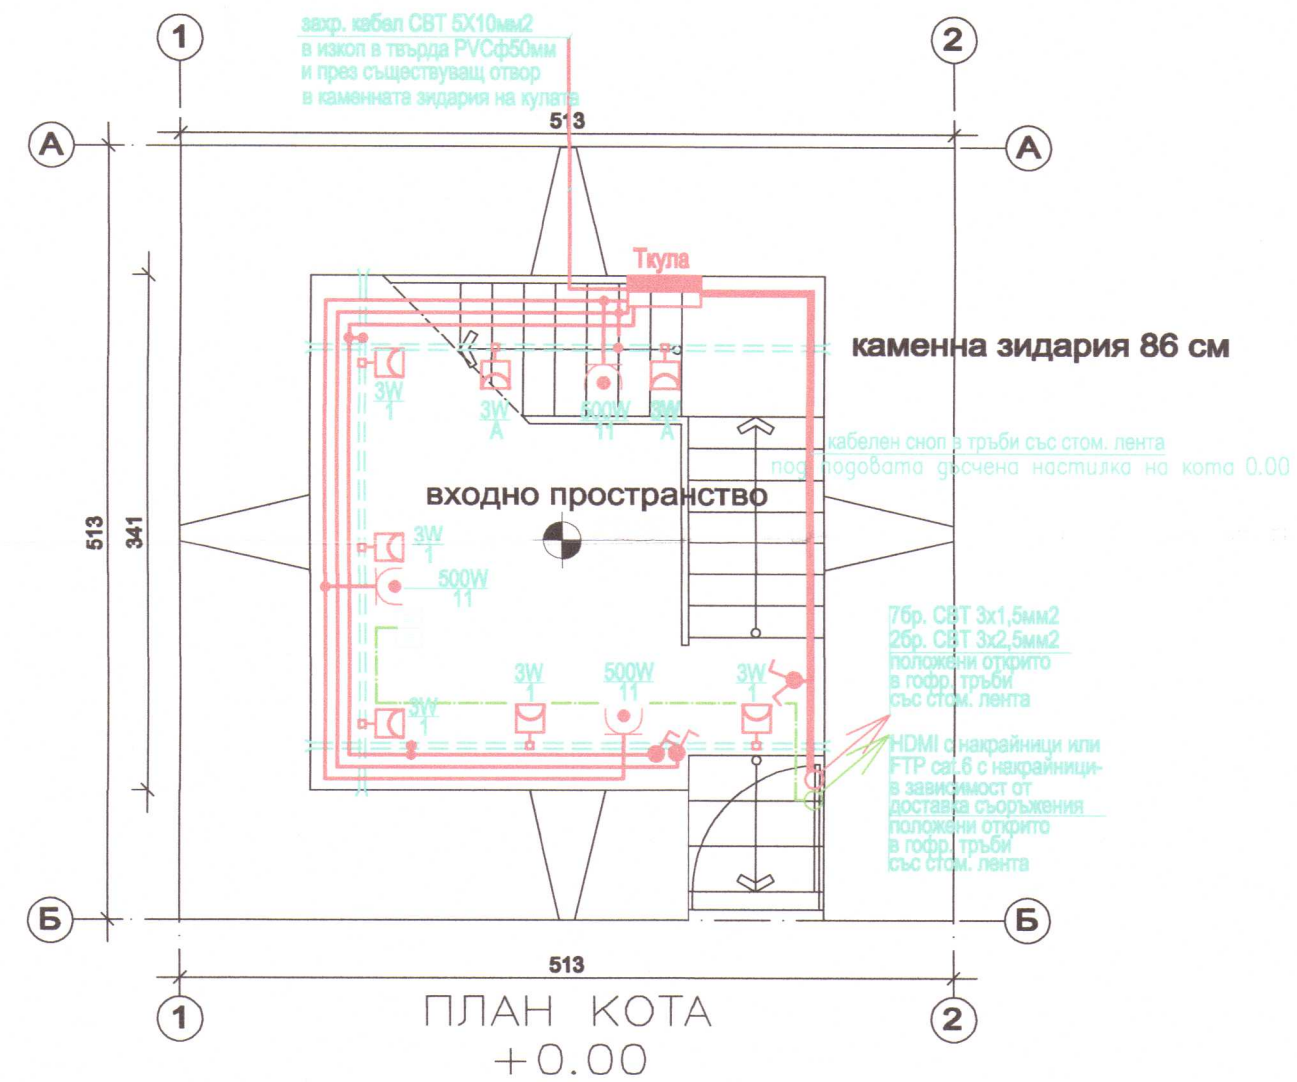 1
2
захр. кабел СВТ 5Х10мм2
в изкоп в твърда PVCф50мм
и през съществуващ отвор
в каменната зидария на кулата
513
А
А
Ткула
каменна зидария 86 см
3W
1
3W
А
500W
11
3W
А
кабелен сноп в тръби със стом. лента
под подовата дъсчена настилка на кота 0.00
входно пространство
513
341
3W
1
500W
11
7бр. СВТ 3х1,5мм2
2бр. СВТ 3х2,5мм2
положени открито
в гофр. тръби
със стом. лента
3W
1
500W
11
3W
1
3W
1
HDMI с накрайници или
FTP cat.6 с накрайници-
в зависимост от
доставка съоръжения
положени открито
в гофр. тръби
със стом. лента
Б
Б
513
1
2
ПЛАН КОТА
+0.00